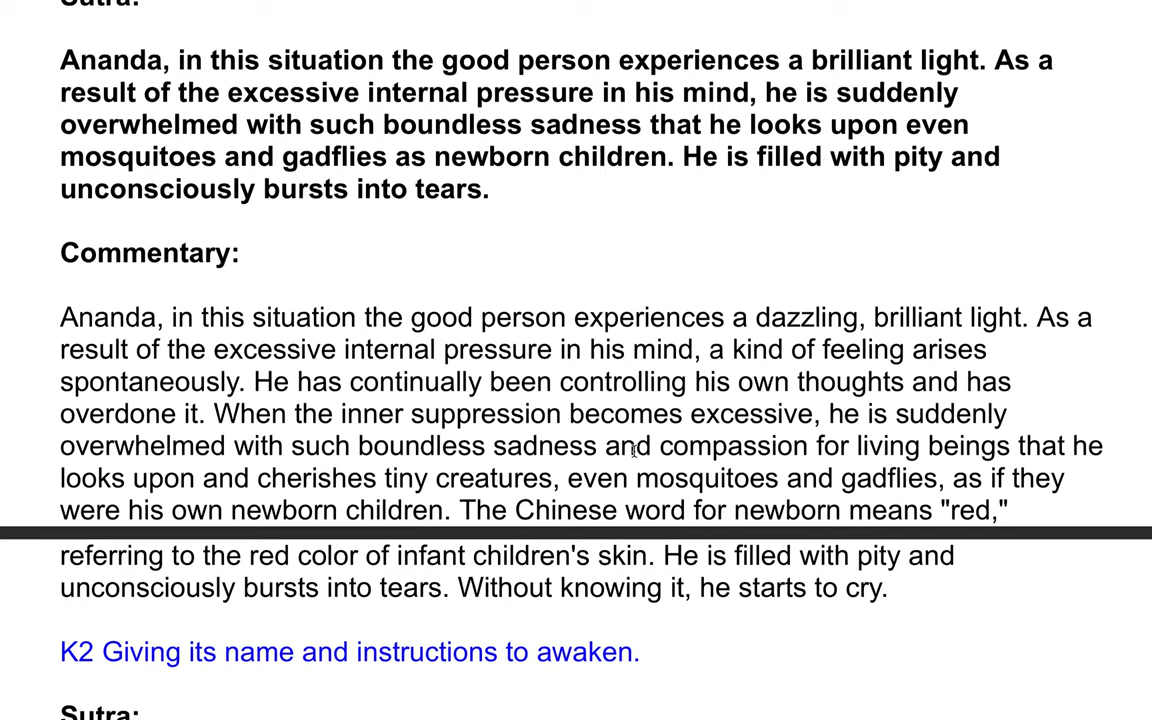 Sutra:
Ananda, in this situation the good person experiences a brilliant light. As a
result of the excessive internal pressure in his mind, he is suddenly
overwhelmed with such boundless sadness that he looks upon even
mosquitoes and gadflies as newborn children. He is filled with pity and
unconsciously bursts into tears.
Commentary:
Ananda, in this situation the good person experiences a dazzling, brilliant light. As a
result of the excessive internal pressure in his mind, a kind of feeling arises
spontaneously. He has continually been controlling his own thoughts and has
overdone it. When the inner suppression becomes excessive, he is suddenly
overwhelmed with such boundless sadness and compassion for living beings that he
looks upon and cherishes tiny creatures, even mosquitoes and gadflies, as if they
were his own newborn children. The Chinese word for newborn means "red,"
referring to the red color of infant children's skin. He is filled with pity and
unconsciously bursts into tears. Without knowing it, he starts to cry.
K2 Giving its name and instructions to awaken.
Sutra: